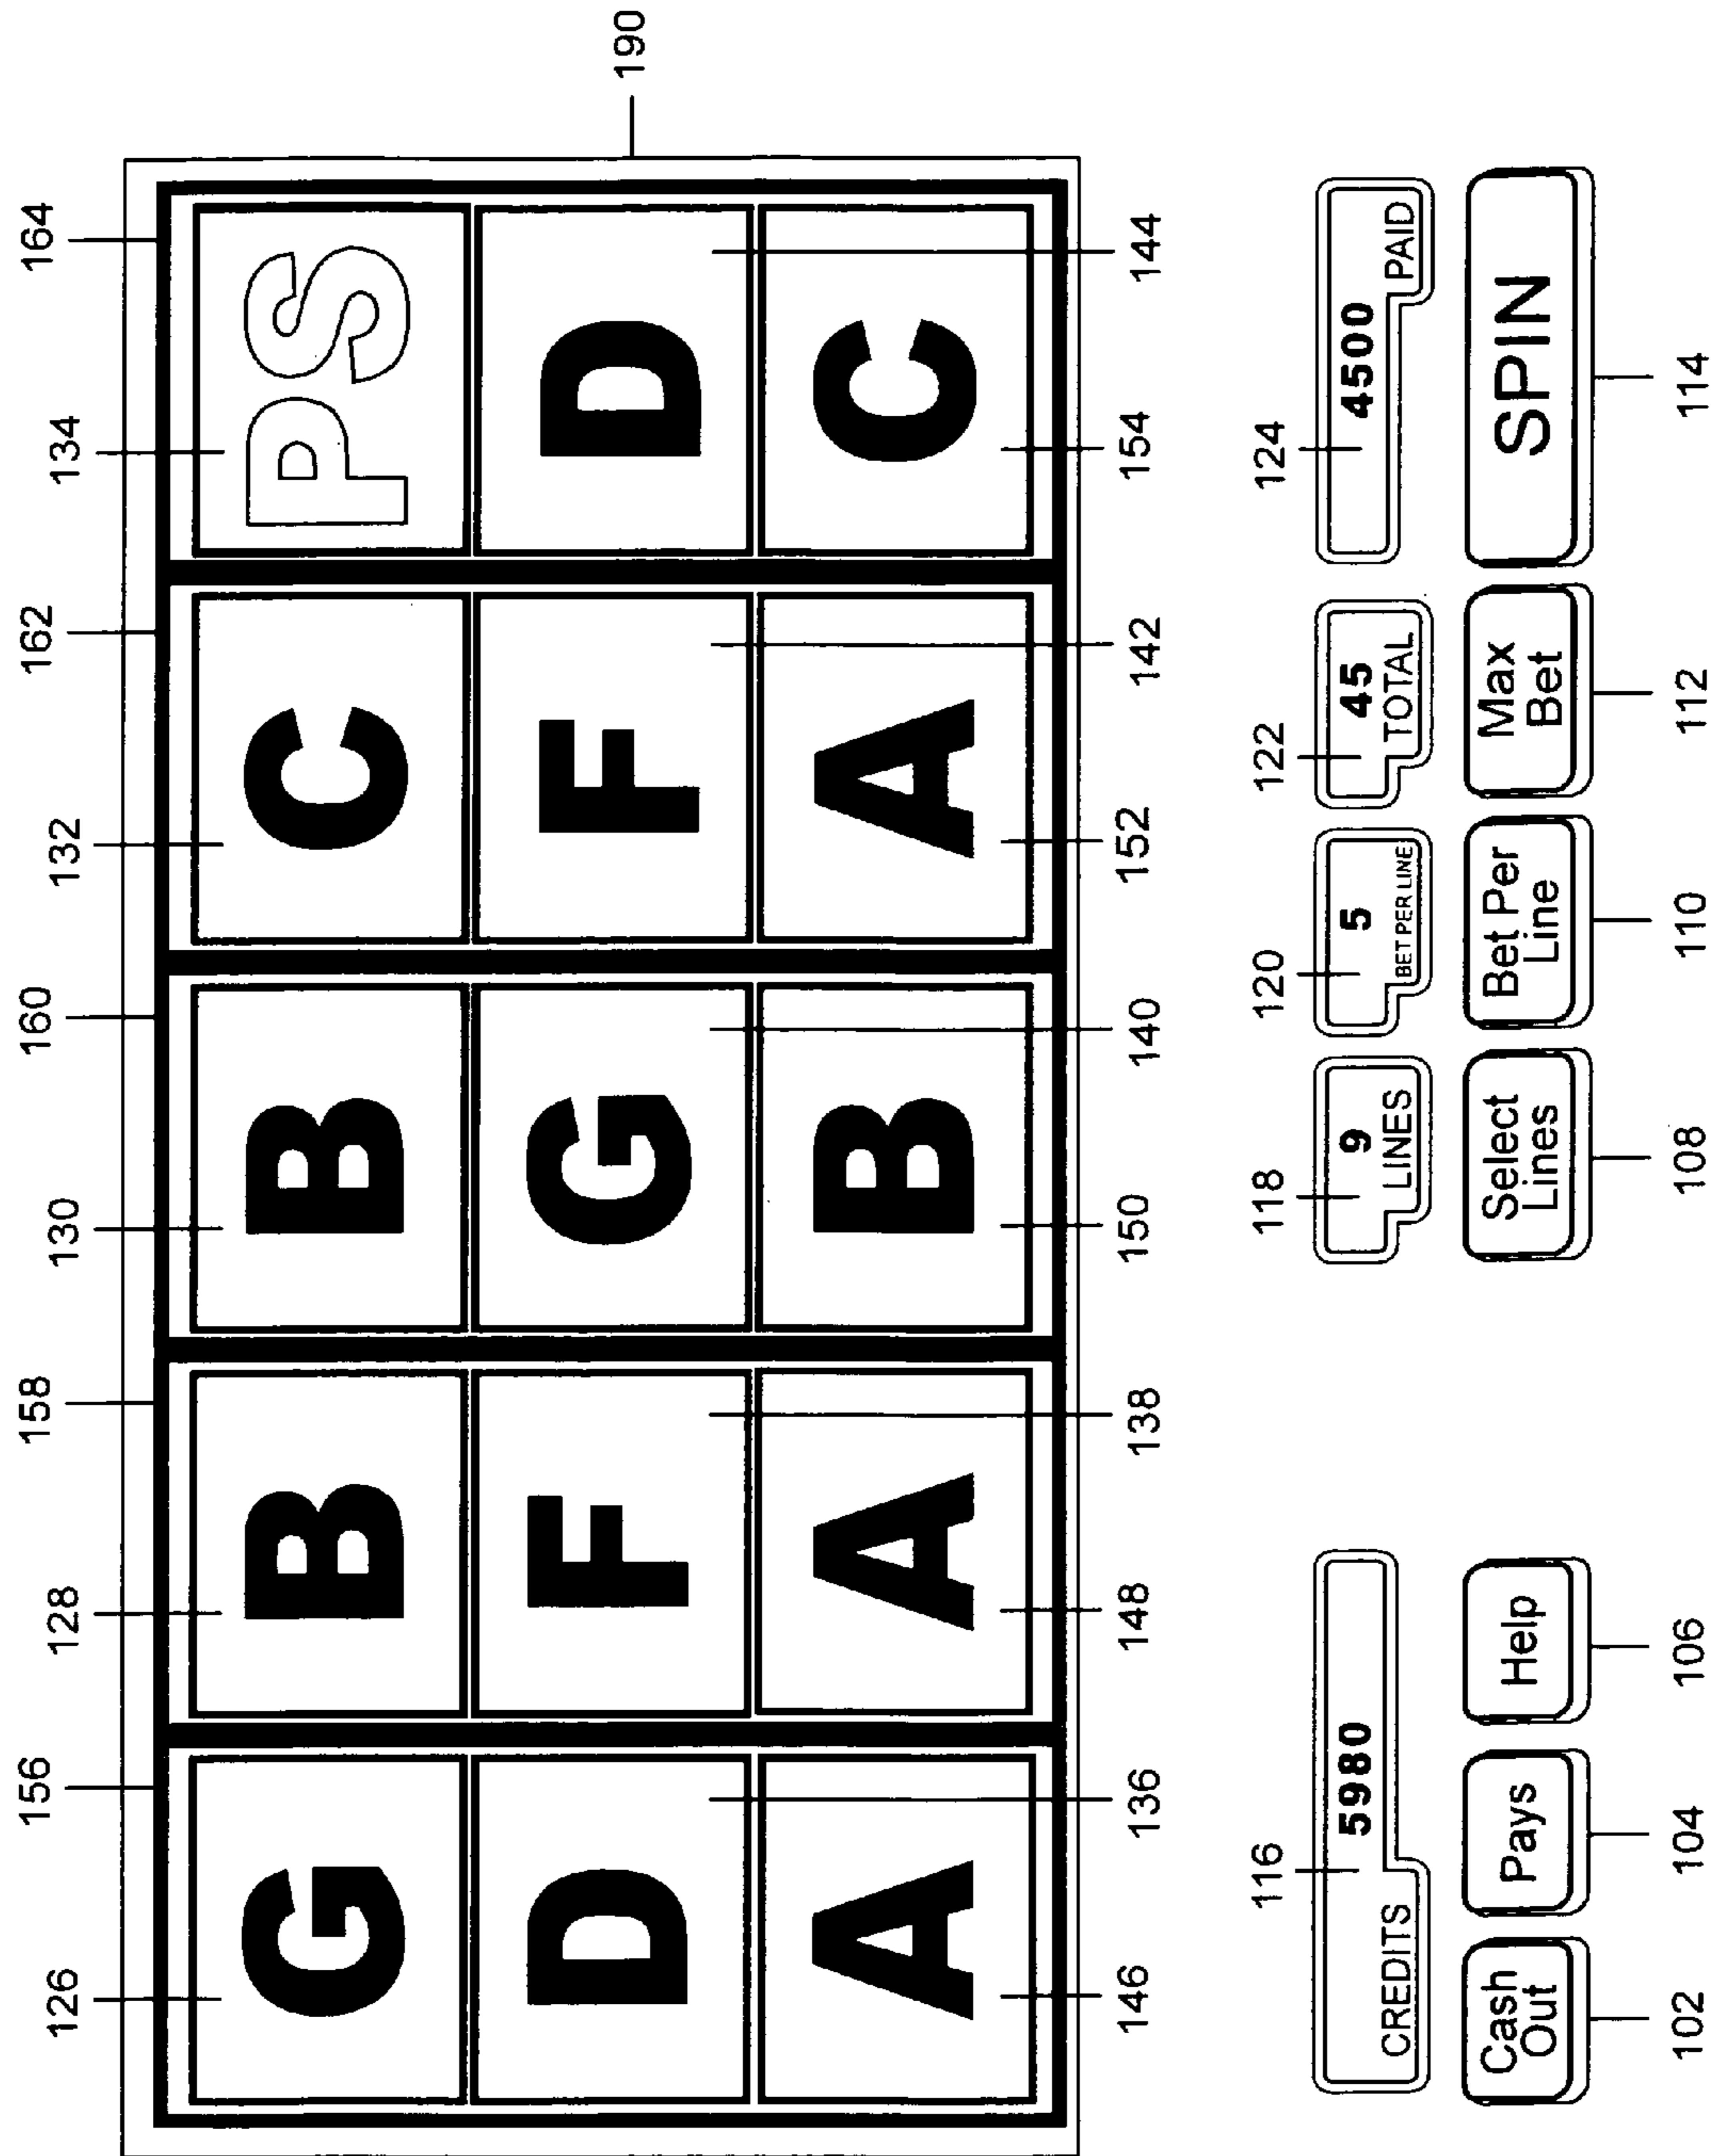 156 158 160 162 164
126 128 130 132 134
G B B C PS
D F G F D
190
A A B A C
146 136 148 138 150 140 152 142 154 144
116 118 120 122 124
5980 9 5 45 4500
CREDITS LINES BET PER LINE TOTAL PAID
Cash Out Pays Help Select Lines Bet Per Line Max Bet SPIN
102 104 106 108 110 112 114